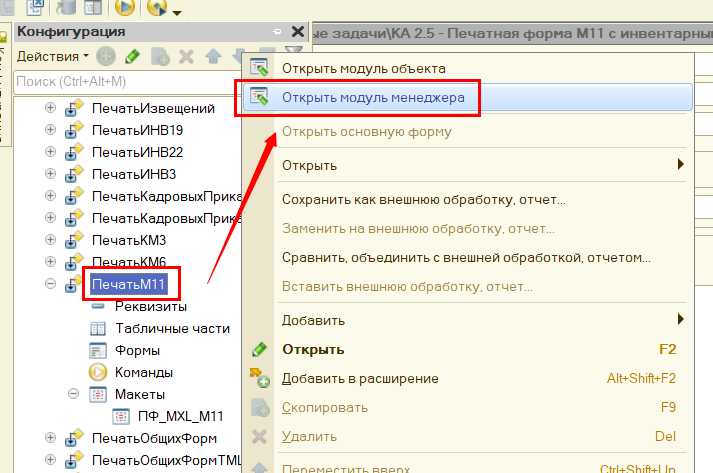 Конфигурация
ые задачи\КА 2.5 - Печатная форма М11 с инвентарны
Действия
Поиск (Ctrl+Alt+M)
ПечатьИзвещений
ПечатьИНВ19
ПечатьИНВ22
ПечатьИНВ3
ПечатьКадровыхПрика
ПечатьКадровыхПрика
ПечатьКМ3
ПечатьКМ6
ПечатьМ11
Реквизиты
Табличные части
Формы
Команды
Макеты
ПФ_MXL_М11
ПечатьОбщихФорм
ПечатьОбщихФормTML
Открыть модуль объекта
Открыть модуль менеджера
Открыть основную форму
Открыть
Сохранить как внешнюю обработку, отчет...
Заменить на внешнюю обработку, отчет...
Сравнить, объединить с внешней обработкой, отчетом...
Вставить внешнюю обработку, отчет...
Добавить
Открыть F2
Добавить в расширение Alt+Shift+F2
Скопировать F9
Удалить Del
Переместить вверх Ctrl+Shift+Up